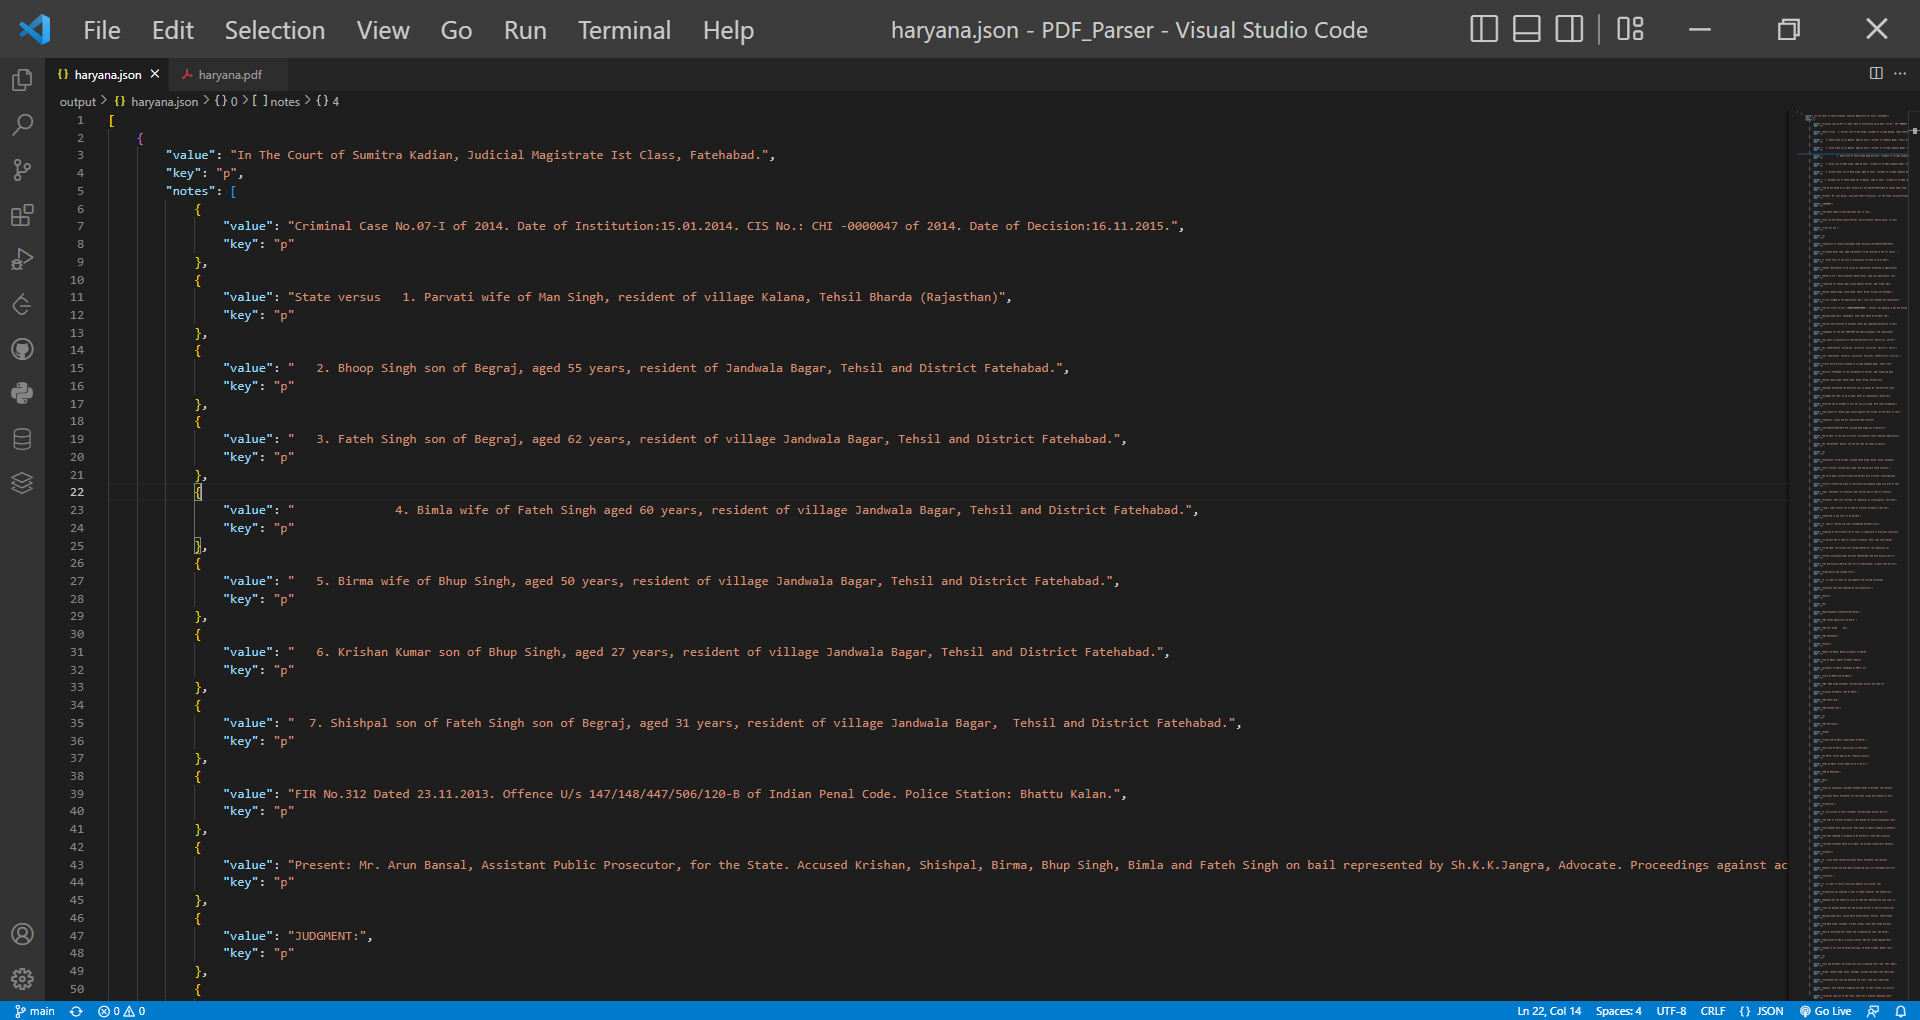 File Edit Selection View Go Run Terminal Help haryana.json - PDF_Parser - Visual Studio Code
{} haryana.json × haryana.pdf
output > {} haryana.json > {} 0 > [ ] notes > {} 4
1 [
2 {
3 "value": "In The Court of Sumitra Kadian, Judicial Magistrate Ist Class, Fatehabad.",
4 "key": "p",
5 "notes": [
6 {
7 "value": "Criminal Case No.07-I of 2014. Date of Institution:15.01.2014. CIS No.: CHI -0000047 of 2014. Date of Decision:16.11.2015.",
8 "key": "p"
9 },
10 {
11 "value": "State versus   1. Parvati wife of Man Singh, resident of village Kalana, Tehsil Bharda (Rajasthan)",
12 "key": "p"
13 },
14 {
15 "value": "   2. Bhoop Singh son of Begraj, aged 55 years, resident of Jandwala Bagar, Tehsil and District Fatehabad.",
16 "key": "p"
17 },
18 {
19 "value": "   3. Fateh Singh son of Begraj, aged 62 years, resident of village Jandwala Bagar, Tehsil and District Fatehabad.",
20 "key": "p"
21 },
22 {
23 "value": "              4. Bimla wife of Fateh Singh aged 60 years, resident of village Jandwala Bagar, Tehsil and District Fatehabad.",
24 "key": "p"
25 },
26 {
27 "value": "   5. Birma wife of Bhup Singh, aged 50 years, resident of village Jandwala Bagar, Tehsil and District Fatehabad.",
28 "key": "p"
29 },
30 {
31 "value": "   6. Krishan Kumar son of Bhup Singh, aged 27 years, resident of village Jandwala Bagar, Tehsil and District Fatehabad.",
32 "key": "p"
33 },
34 {
35 "value": "  7. Shishpal son of Fateh Singh son of Begraj, aged 31 years, resident of village Jandwala Bagar,  Tehsil and District Fatehabad.",
36 "key": "p"
37 },
38 {
39 "value": "FIR No.312 Dated 23.11.2013. Offence U/s 147/148/447/506/120-B of Indian Penal Code. Police Station: Bhattu Kalan.",
40 "key": "p"
41 },
42 {
43 "value": "Present: Mr. Arun Bansal, Assistant Public Prosecutor, for the State. Accused Krishan, Shishpal, Birma, Bhup Singh, Bimla and Fateh Singh on bail represented by Sh.K.K.Jangra, Advocate. Proceedings against ac
44 "key": "p"
45 },
46 {
47 "value": "JUDGMENT:",
48 "key": "p"
49 },
50 {
main 0 0 Ln 22, Col 14 Spaces: 4 UTF-8 CRLF {} JSON Go Live